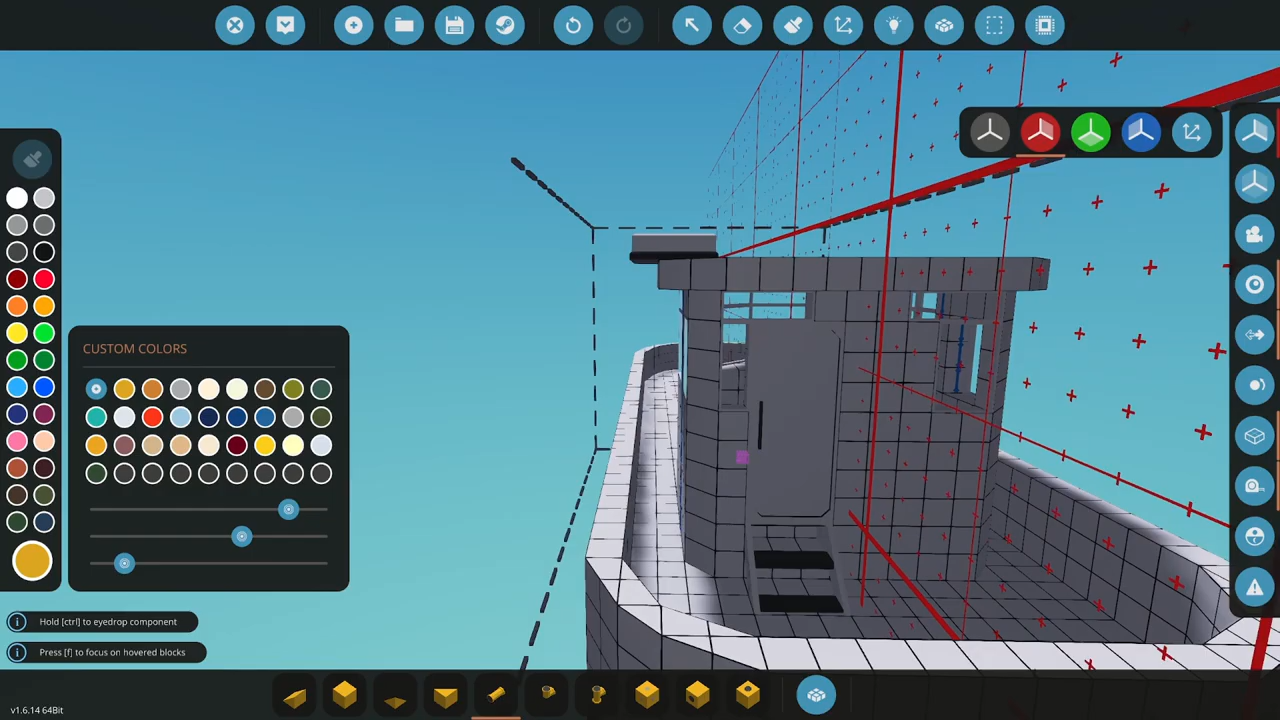 CUSTOM COLORS
Hold [ctrl] to eyedrop component
Press [f] to focus on hovered blocks
v1.6.14 64Bit